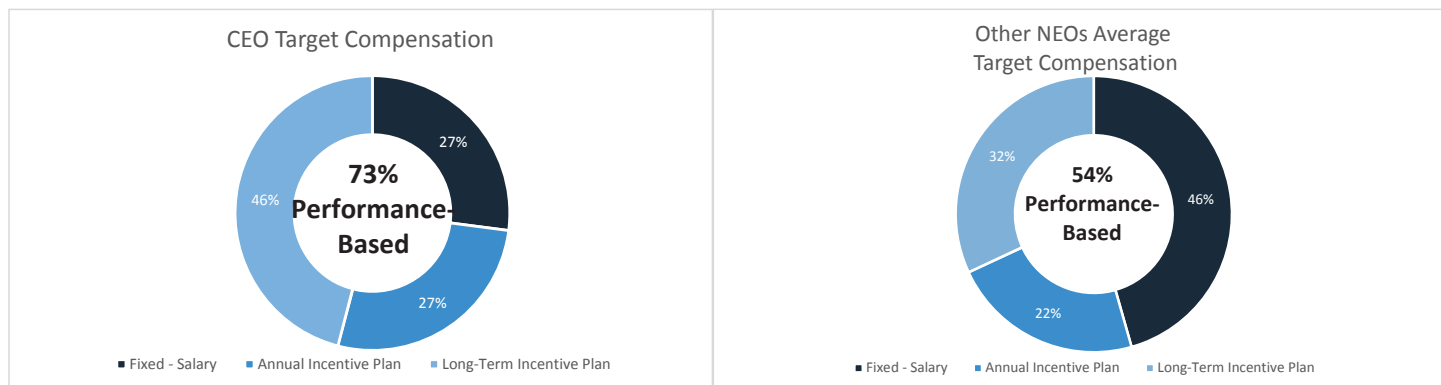 CEO Target Compensation
27%
27%
46%
73%
Performance-
Based
Fixed - Salary
Annual Incentive Plan
Long-Term Incentive Plan
Other NEOs Average
Target Compensation
46%
22%
32%
54%
Performance-
Based
Fixed - Salary
Annual Incentive Plan
Long-Term Incentive Plan